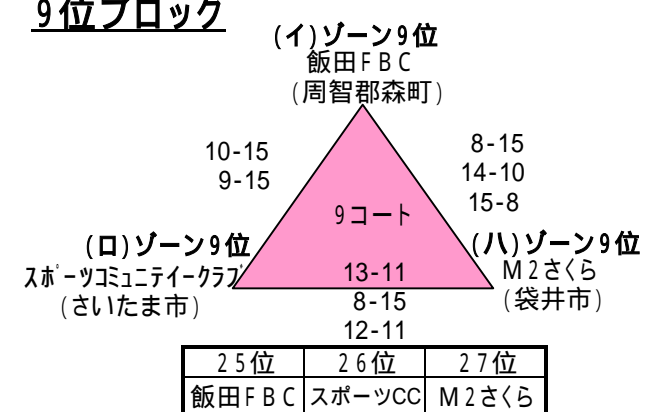 9位ブロック
(イ)ゾーン9位
飯田FBC
(周智郡森町)
10-15
9-15
8-15
14-10
15-8
9コート
(ロ)ゾーン9位
スポーツコミュニテイークラブ
(さいたま市)
(ハ)ゾーン9位
M2さくら
(袋井市)
13-11
8-15
12-11
25位 26位 27位
飯田FBC スポーツCC M2さくら